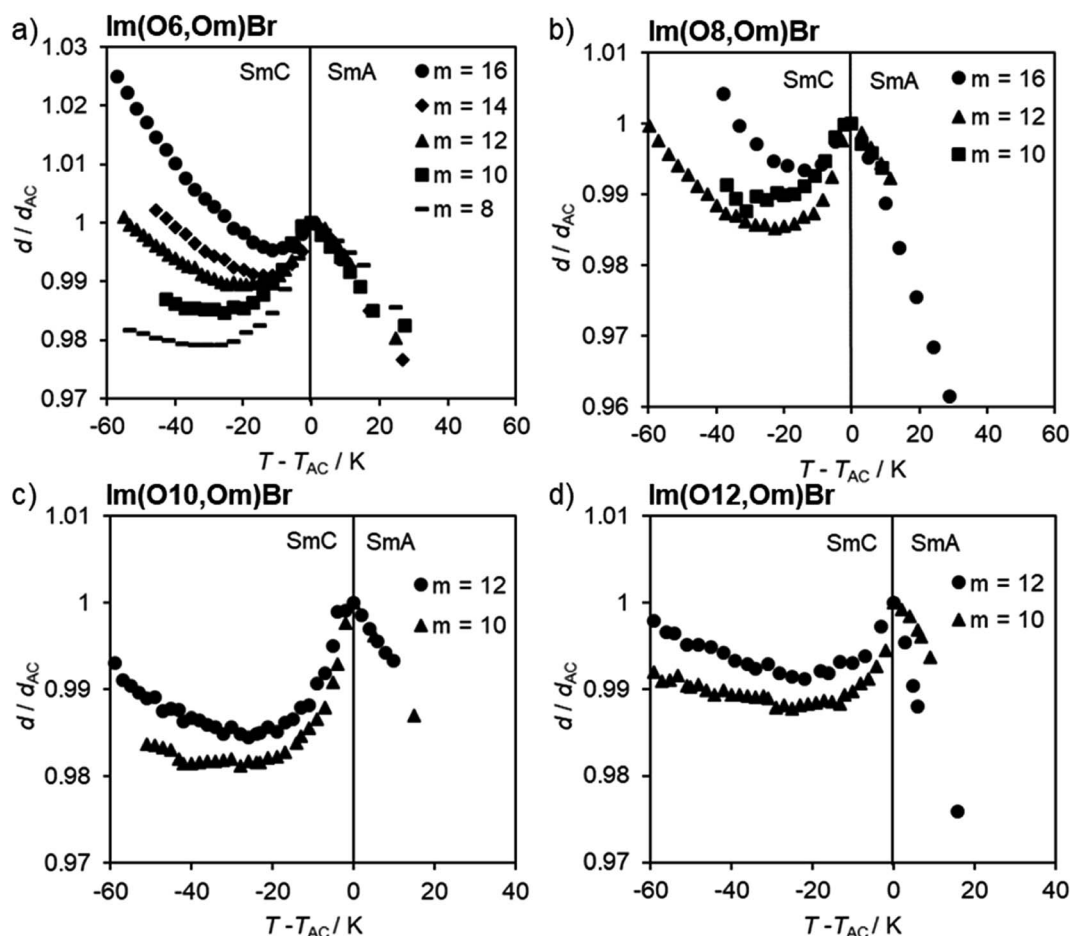 a) Im(O6,Om)Br
1.03
1.02
1.01
1
0.99
0.98
0.97
d / dAC
SmC SmA
m = 16
m = 14
m = 12
m = 10
m = 8
-60 -40 -20 0 20 40 60
T - TAC / K
b) Im(O8,Om)Br
1.01
1
0.99
0.98
0.97
0.96
d / dAC
SmC SmA
m = 16
m = 12
m = 10
-60 -40 -20 0 20 40 60
T - TAC / K
c) Im(O10,Om)Br
1.01
1
0.99
0.98
0.97
d / dAC
SmC SmA
m = 12
m = 10
-60 -40 -20 0 20 40
T - TAC / K
d) Im(O12,Om)Br
1.01
1
0.99
0.98
0.97
d / dAC
SmC SmA
m = 12
m = 10
-60 -40 -20 0 20 40
T - TAC / K